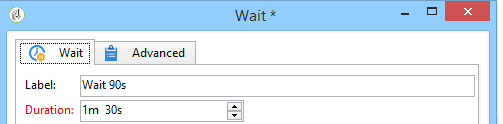 Wait *
Wait Advanced
Label: Wait 90s
Duration: 1m 30s